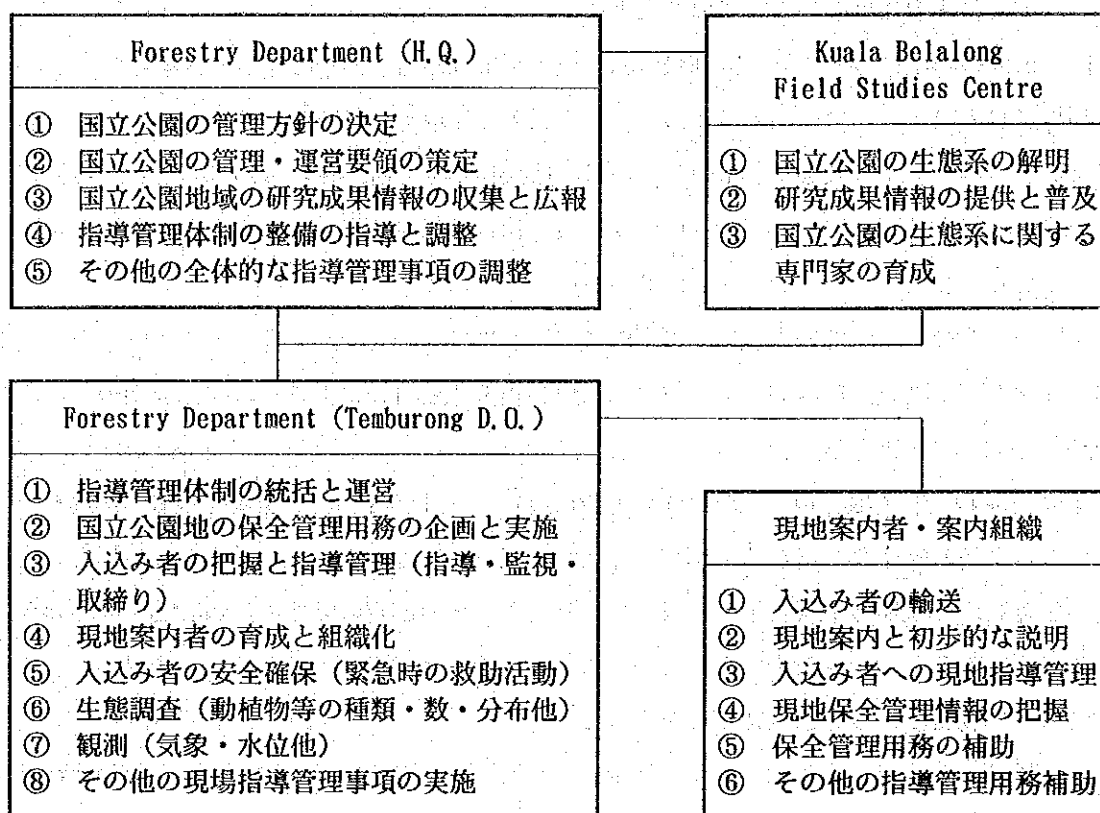 Forestry Department (H.Q.)
① 国立公園の管理方針の決定
② 国立公園の管理・運営要領の策定
③ 国立公園地域の研究成果情報の収集と広報
④ 指導管理体制の整備の指導と調整
⑤ その他の全体的な指導管理事項の調整
Kuala Belalong
Field Studies Centre
① 国立公園の生態系の解明
② 研究成果情報の提供と普及
③ 国立公園の生態系に関する
専門家の育成
Forestry Department (Temburong D.O.)
① 指導管理体制の統括と運営
② 国立公園地の保全管理用務の企画と実施
③ 入込み者の把握と指導管理（指導・監視・
取締り）
④ 現地案内者の育成と組織化
⑤ 入込み者の安全確保（緊急時の救助活動）
⑥ 生態調査（動植物等の種類・数・分布他）
⑦ 観測（気象・水位他）
⑧ その他の現場指導管理事項の実施
現地案内者・案内組織
① 入込み者の輸送
② 現地案内と初歩的な説明
③ 入込み者への現地指導管理
④ 現地保全管理情報の把握
⑤ 保全管理用務の補助
⑥ その他の指導管理用務補助